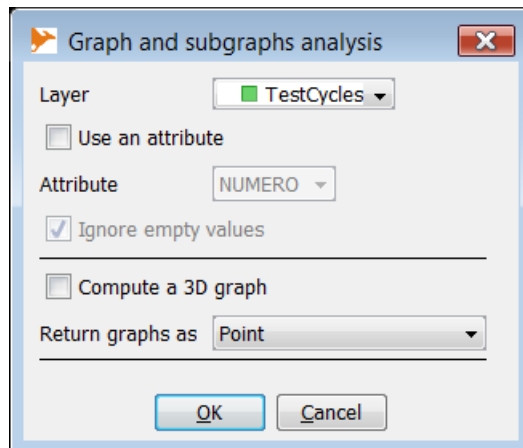 Graph and subgraphs analysis
Layer TestCycles
Use an attribute
Attribute NUMERO
Ignore empty values
Compute a 3D graph
Return graphs as Point
OK Cancel